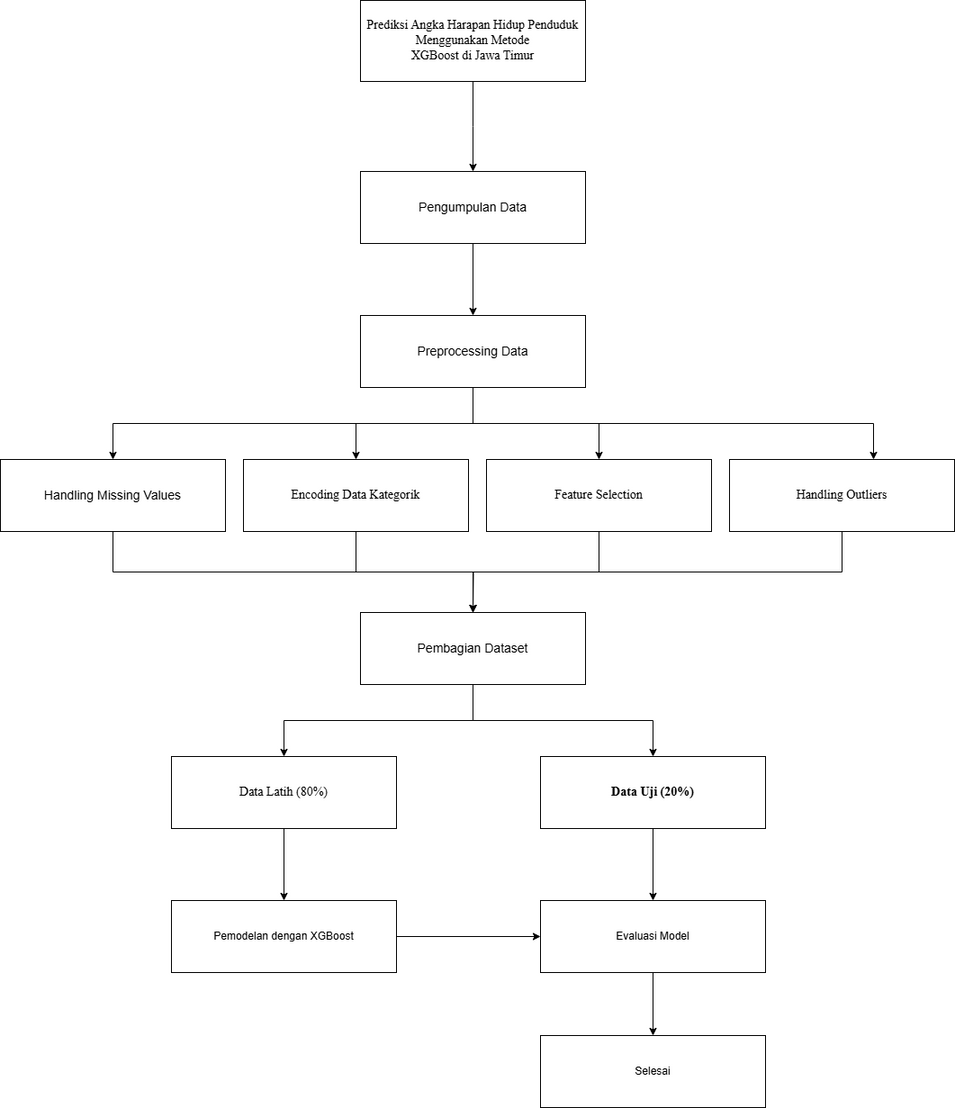 Prediksi Angka Harapan Hidup Penduduk
Menggunakan Metode
XGBoost di Jawa Timur
Pengumpulan Data
Preprocessing Data
Handling Missing Values
Encoding Data Kategorik
Feature Selection
Handling Outliers
Pembagian Dataset
Data Latih (80%)
Data Uji (20%)
Pemodelan dengan XGBoost
Evaluasi Model
Selesai